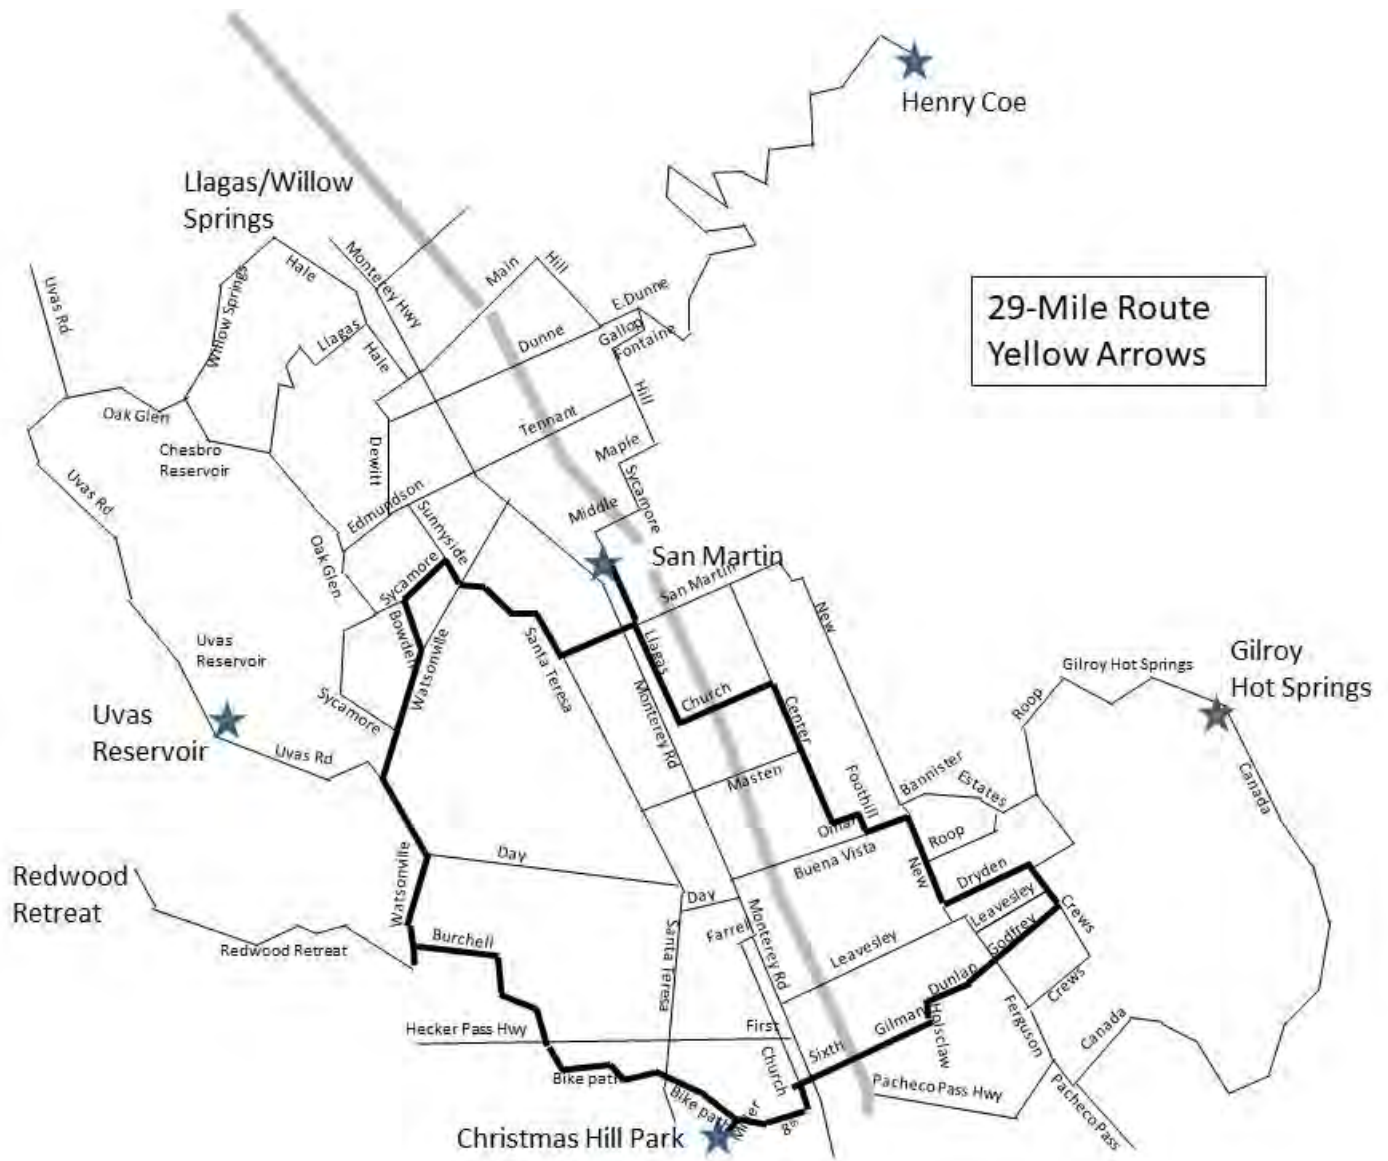 Henry Coe
Llagas/Willow
Springs
Hale
Monterey Hwy
Main
Hill
Uvas Rd
Willow Springs
Llagas
Hale
E.Dunne
Dunne
Gallop
Fontaine
29-Mile Route
Yellow Arrows
Oak Glen
Chesbro
Reservoir
Dewitt
Tennant
Hill
Maple
Uvas Rd
Edmundson
Sunnyside
Sycamore
Middle
Oak Glen
Sycamore
San Martin
San Martin
Bowden
New
Uvas
Reservoir
Watsonville
Santa Teresa
Llagas
Gilroy Hot Springs
Gilroy
Hot Springs
Roop
Sycamore
Church
Center
Monterey Rd
Uvas
Reservoir
Uvas Rd
Masten
Foothill
Bannister
Estates
Canada
Omar
Roop
Buena Vista
Day
Watsonville
New
Dryden
Redwood
Retreat
Day
Leavesley
Crews
Farrel
Monterey Rd
Godfrey
Burchell
Santa Teresa
Leavesley
Redwood Retreat
Dunlap
Crews
Hecker Pass Hwy
First
Gilman
Holsclaw
Ferguson
Canada
Sixth
Church
Bike path
Bike path
Pacheco Pass Hwy
Pacheco Pass
Miller
8th
Christmas Hill Park